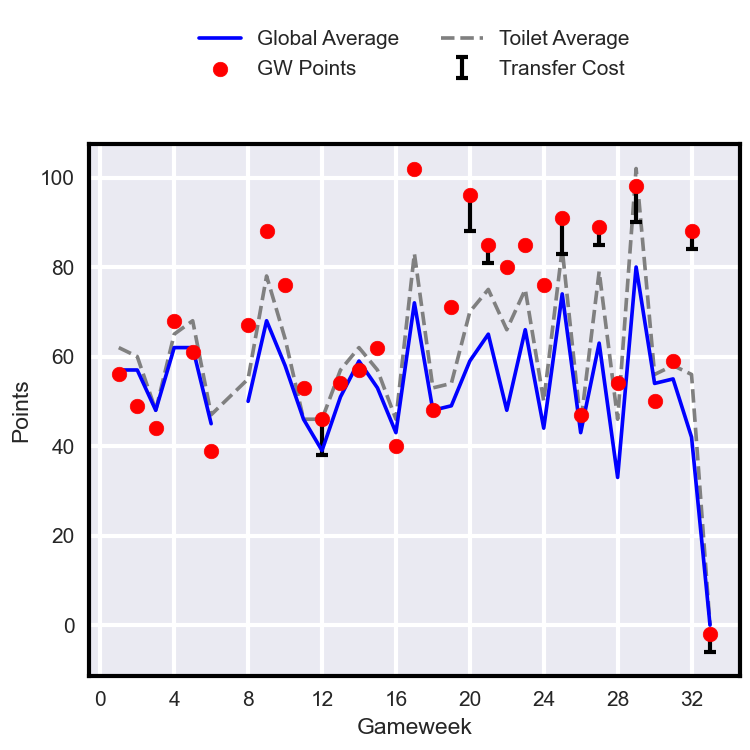 Global Average
Toilet Average
GW Points
Transfer Cost
100
80
60
40
20
0
Points
0 4 8 12 16 20 24 28 32
Gameweek